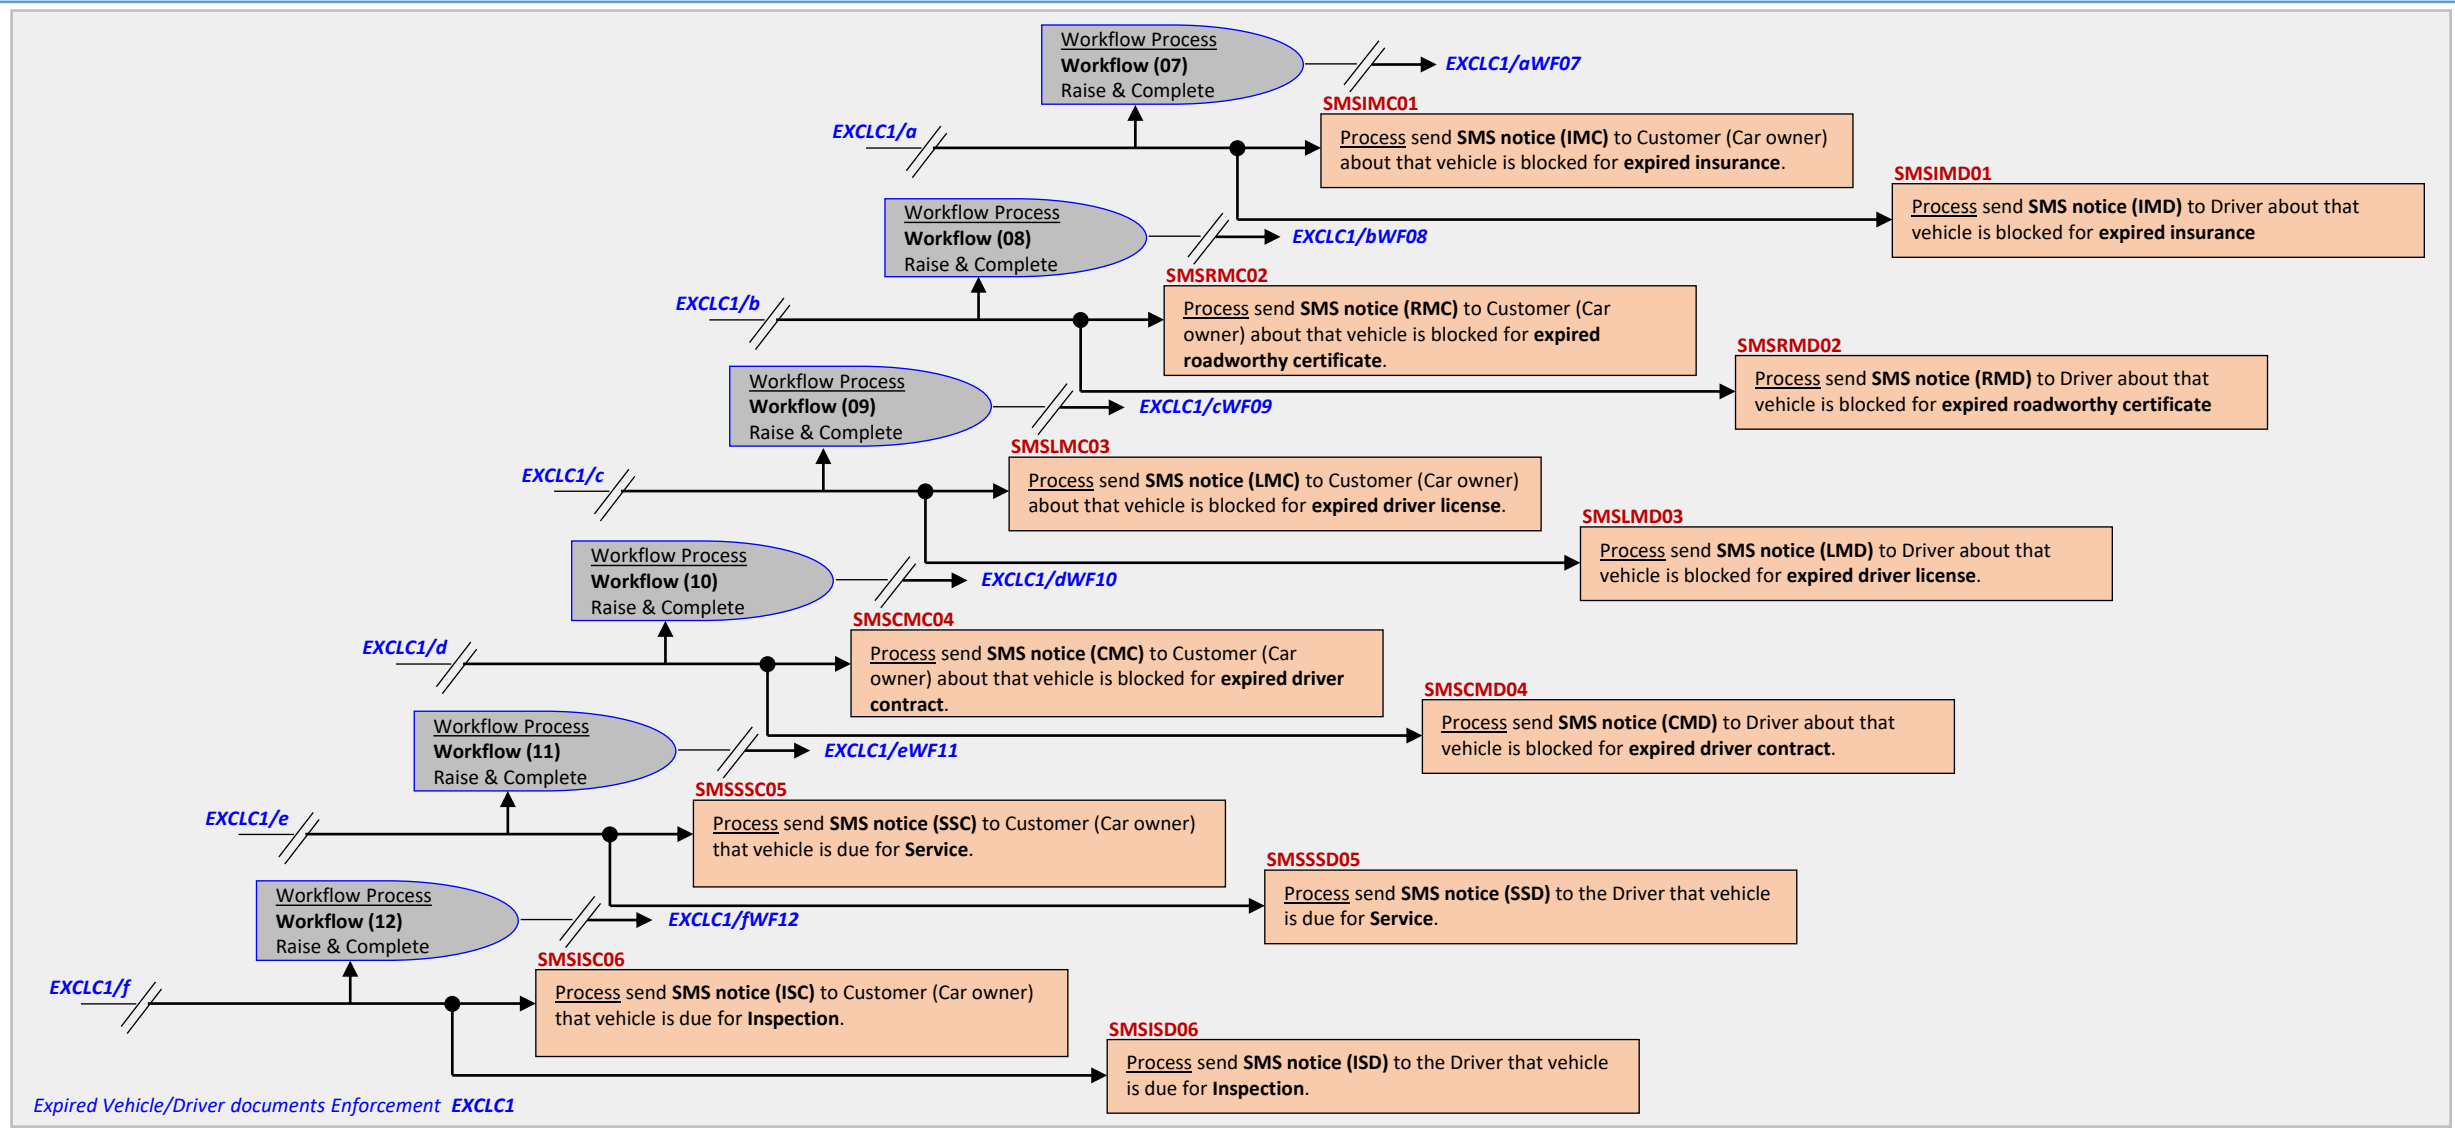 Workflow Process
Workflow (07)
Raise & Complete
EXCLC1/aWF07
SMSIMC01
EXCLC1/a
Process send SMS notice (IMC) to Customer (Car owner)
about that vehicle is blocked for expired insurance.
SMSIMD01
Process send SMS notice (IMD) to Driver about that
vehicle is blocked for expired insurance
Workflow Process
Workflow (08)
Raise & Complete
EXCLC1/bWF08
SMSRMC02
EXCLC1/b
Process send SMS notice (RMC) to Customer (Car
owner) about that vehicle is blocked for expired
roadworthy certificate.
SMSRMD02
Process send SMS notice (RMD) to Driver about that
vehicle is blocked for expired roadworthy certificate
Workflow Process
Workflow (09)
Raise & Complete
EXCLC1/cWF09
SMSLMC03
EXCLC1/c
Process send SMS notice (LMC) to Customer (Car owner)
about that vehicle is blocked for expired driver license.
SMSLMD03
Process send SMS notice (LMD) to Driver about that
vehicle is blocked for expired driver license.
Workflow Process
Workflow (10)
Raise & Complete
EXCLC1/dWF10
SMSCMC04
EXCLC1/d
Process send SMS notice (CMC) to Customer (Car
owner) about that vehicle is blocked for expired driver
contract.
SMSCMD04
Process send SMS notice (CMD) to Driver about that
vehicle is blocked for expired driver contract.
Workflow Process
Workflow (11)
Raise & Complete
EXCLC1/eWF11
SMSSSC05
EXCLC1/e
Process send SMS notice (SSC) to Customer (Car owner)
that vehicle is due for Service.
SMSSSD05
Process send SMS notice (SSD) to the Driver that vehicle
is due for Service.
Workflow Process
Workflow (12)
Raise & Complete
EXCLC1/fWF12
SMSISC06
EXCLC1/f
Process send SMS notice (ISC) to Customer (Car owner)
that vehicle is due for Inspection.
SMSISD06
Process send SMS notice (ISD) to the Driver that vehicle
is due for Inspection.
Expired Vehicle/Driver documents Enforcement EXCLC1